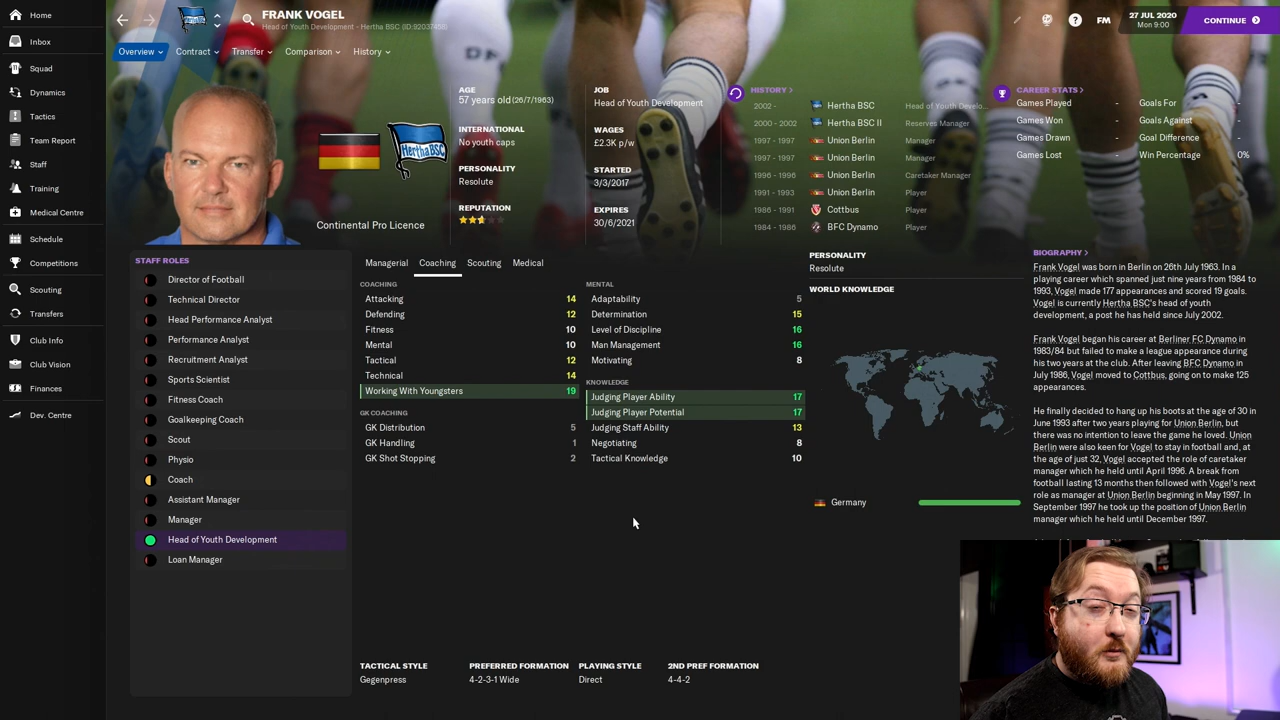 FRANK VOGEL
Head of Youth Development - Hertha BSC (ID:92037458)
27 JUL 2020
Mon 9:00
CONTINUE
FM
Home
Inbox
Squad
Dynamics
Tactics
Team Report
Staff
Training
Medical Centre
Schedule
Competitions
Scouting
Transfers
Club Info
Club Vision
Finances
Dev. Centre
Overview
Contract
Transfer
Comparison
History
Hertha BSC
Continental Pro Licence
AGE
57 years old (26/7/1963)
INTERNATIONAL
No youth caps
PERSONALITY
Resolute
REPUTATION
JOB
Head of Youth Development
WAGES
£2.3K p/w
STARTED
3/3/2017
EXPIRES
30/6/2021
HISTORY >
2002 - Hertha BSC Head of Youth Develo...
2000 - 2002 Hertha BSC II Reserves Manager
1997 - 1997 Union Berlin Manager
1997 - 1997 Union Berlin Manager
1996 - 1996 Union Berlin Caretaker Manager
1991 - 1993 Union Berlin Player
1986 - 1991 Cottbus Player
1984 - 1986 BFC Dynamo Player
CAREER STATS >
Games Played - Goals For -
Games Won - Goals Against -
Games Drawn - Goal Difference -
Games Lost - Win Percentage 0%
STAFF ROLES
Director of Football
Technical Director
Head Performance Analyst
Performance Analyst
Recruitment Analyst
Sports Scientist
Fitness Coach
Goalkeeping Coach
Scout
Physio
Coach
Assistant Manager
Manager
Head of Youth Development
Loan Manager
Managerial Coaching Scouting Medical
COACHING
Attacking 14
Defending 12
Fitness 10
Mental 10
Tactical 12
Technical 14
Working With Youngsters 19
GK COACHING
GK Distribution 5
GK Handling 1
GK Shot Stopping 2
MENTAL
Adaptability 5
Determination 15
Level of Discipline 16
Man Management 16
Motivating 8
KNOWLEDGE
Judging Player Ability 17
Judging Player Potential 17
Judging Staff Ability 13
Negotiating 8
Tactical Knowledge 10
PERSONALITY
Resolute
WORLD KNOWLEDGE
Germany
BIOGRAPHY >
Frank Vogel was born in Berlin on 26th July 1963. In a
playing career which spanned just nine years from 1984 to
1993, Vogel made 177 appearances and scored 19 goals.
Vogel is currently Hertha BSC's head of youth
development, a post he has held since July 2002.
Frank Vogel began his career at Berliner FC Dynamo in
1983/84 but failed to make a league appearance during
his two years at the club. After leaving BFC Dynamo in
July 1986, Vogel moved to Cottbus, going on to make 125
appearances.
He finally decided to hang up his boots at the age of 30 in
June 1993 after two years playing for Union Berlin, but
there was no intention to leave the game he loved. Union
Berlin were also keen for Vogel to stay in football and, at
the age of just 32, Vogel accepted the role of caretaker
manager which he held until April 1996. A break from
football lasting 13 months then followed with Vogel's next
role as manager at Union Berlin beginning in May 1997. In
September 1997 he took up the position of Union Berlin
manager which he held until December 1997.
TACTICAL STYLE
Gegenpress
PREFERRED FORMATION
4-2-3-1 Wide
PLAYING STYLE
Direct
2ND PREF FORMATION
4-4-2